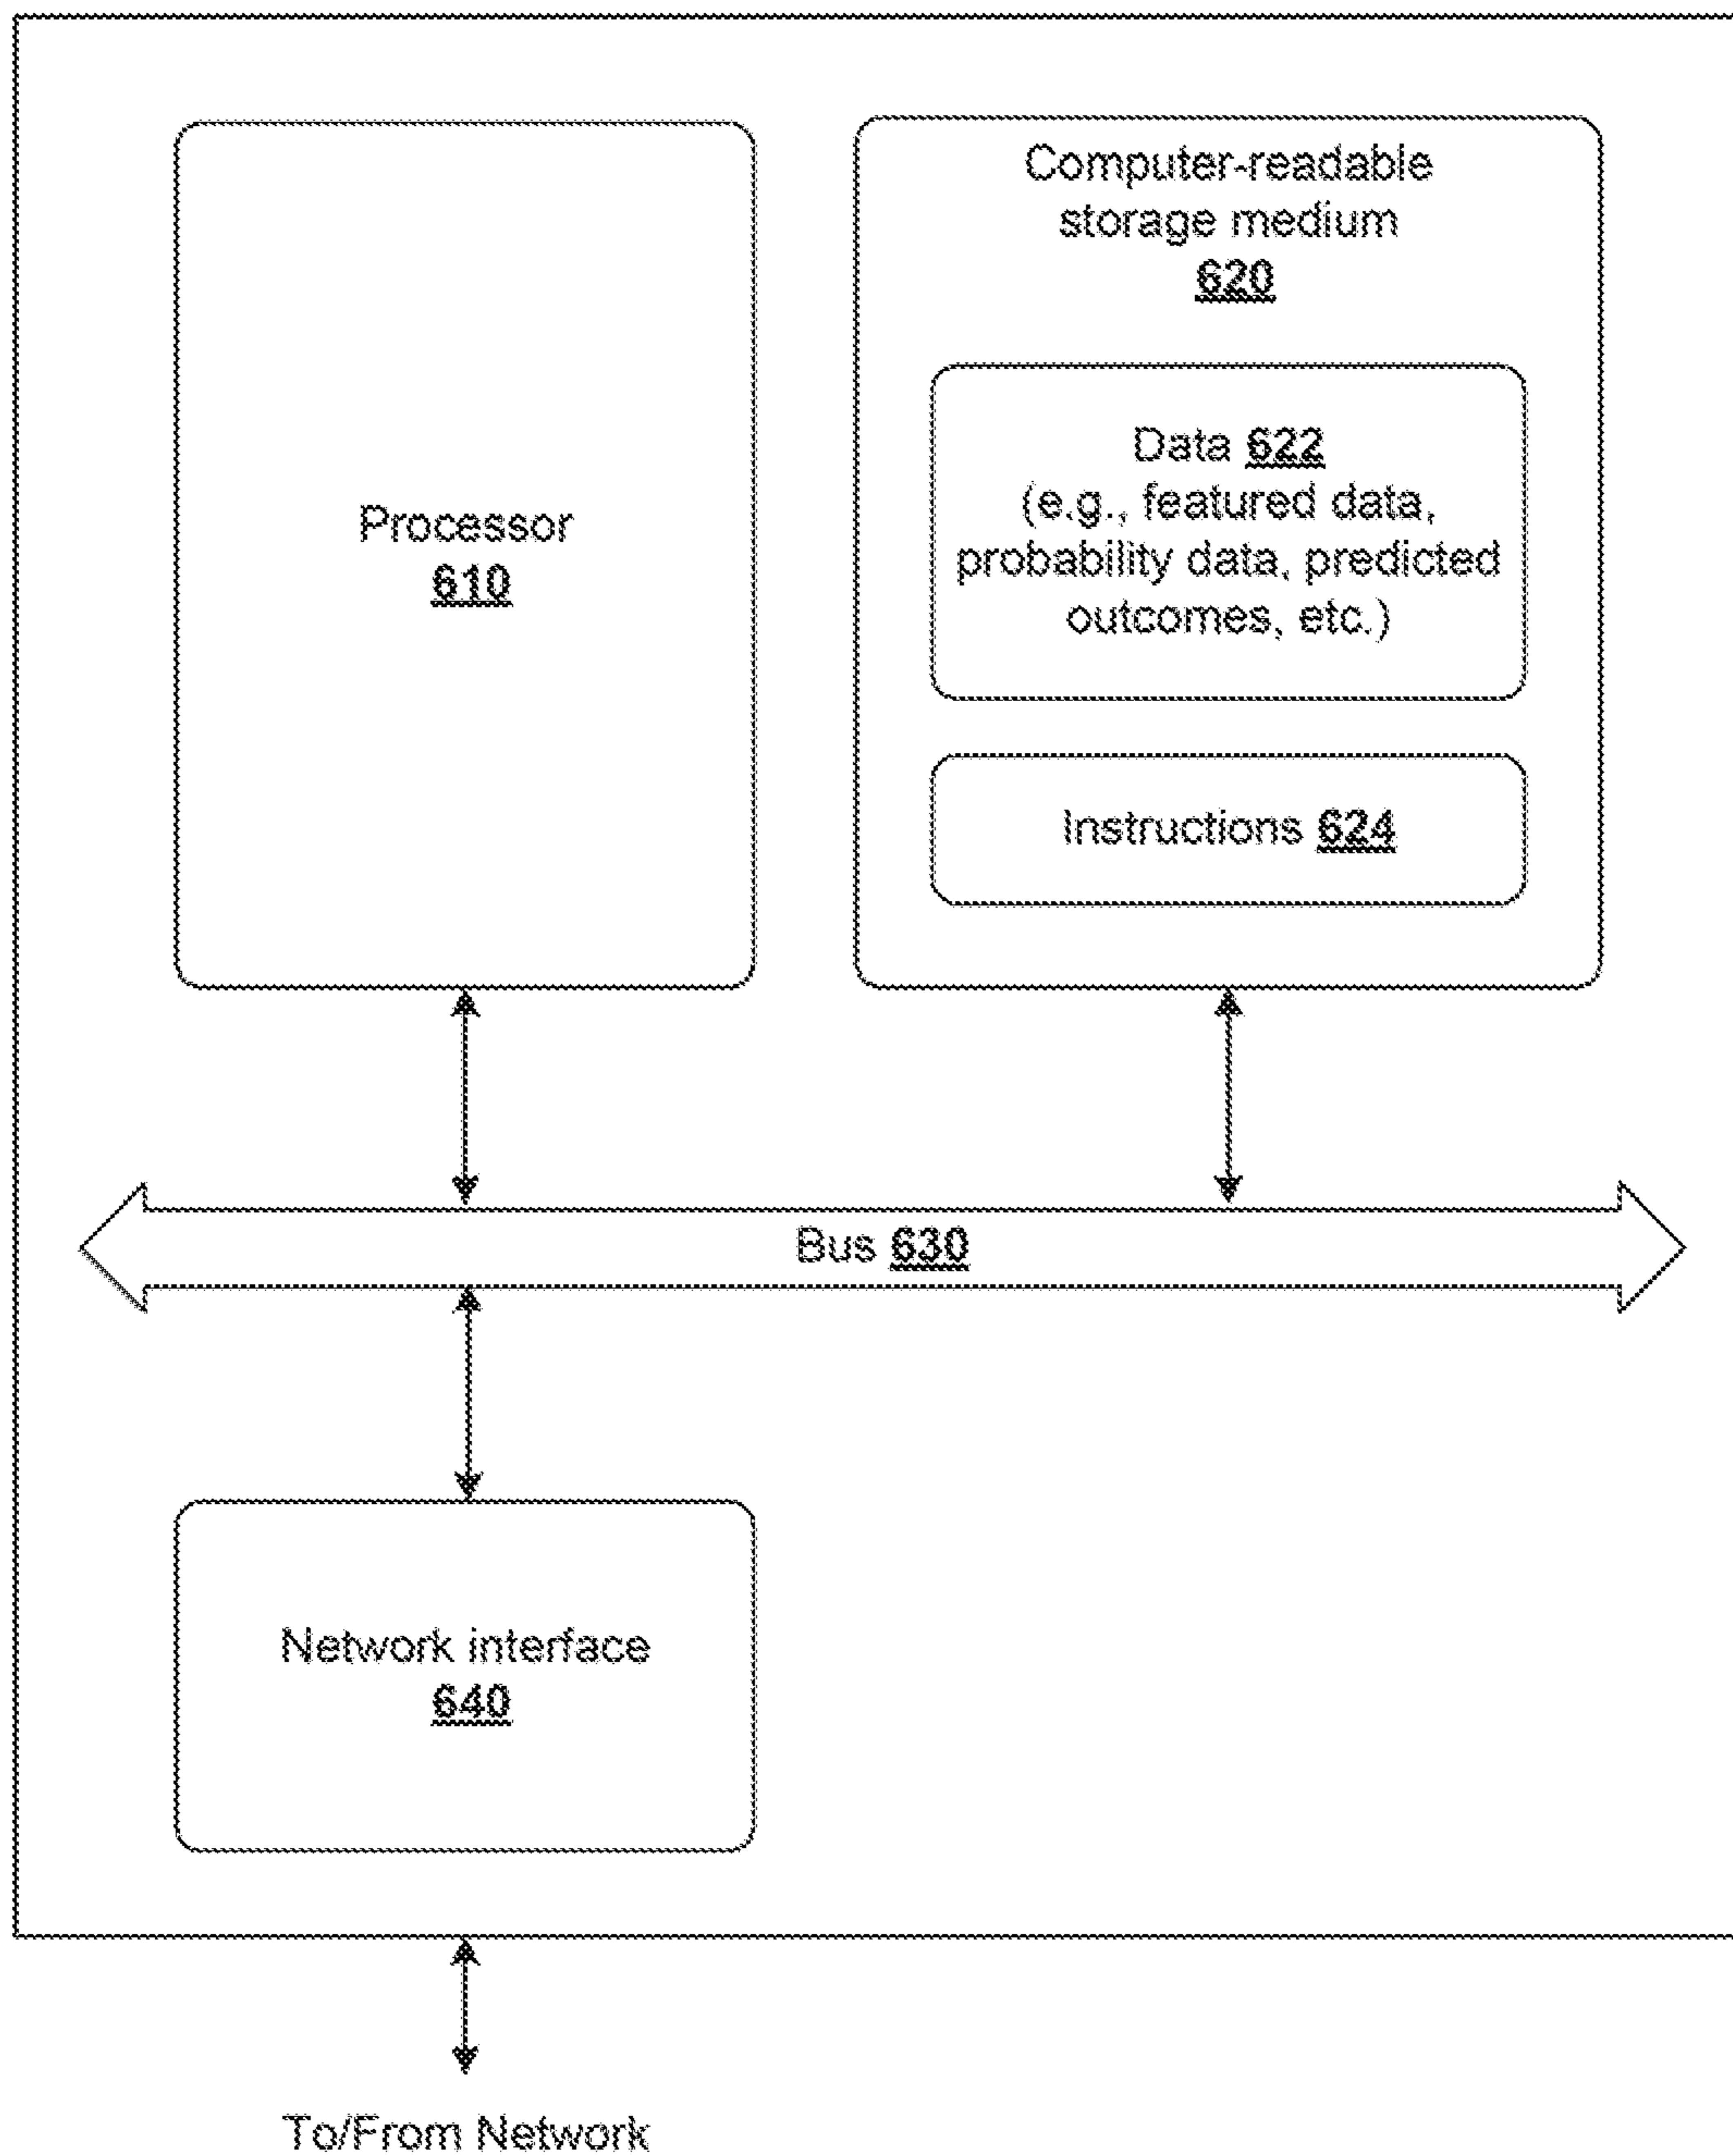 Processor
610
Computer-readable
storage medium
620
Data 622
(e.g., featured data,
probability data, predicted
outcomes, etc.)
Instructions 624
Bus 630
Network interface
640
To/From Network